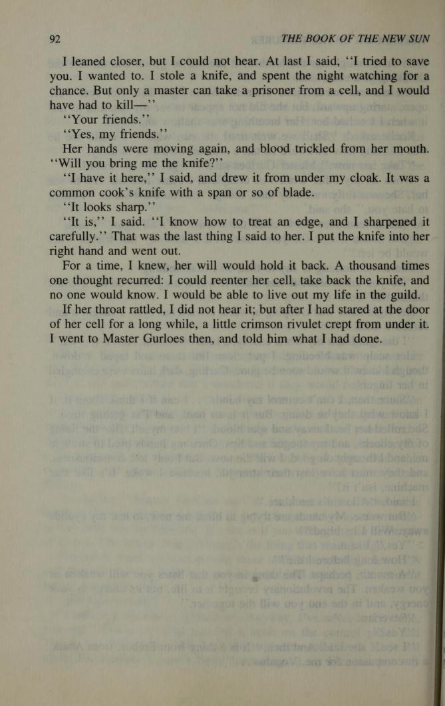 92 THE BOOK OF THE NEW SUN
I leaned closer, but I could not hear. At last I said, ‘‘I tried to save
you. I wanted to. I stole a knife, and spent the night watching for a
chance. But only a master can take a prisoner from a cell, and I would
have had to kill—’’
‘‘Your friends.’’
‘‘Yes, my friends.’’
Her hands were moving again, and blood trickled from her mouth.
‘‘Will you bring me the knife?’’
‘‘I have it here,’’ I said, and drew it from under my cloak. It was a
common cook’s knife with a span or so of blade.
‘‘It looks sharp.’’
‘‘It is,’’ I said. ‘‘I know how to treat an edge, and I sharpened it
carefully.’’ That was the last thing I said to her. I put the knife into her
right hand and went out.
For a time, I knew, her will would hold it back. A thousand times
one thought recurred: I could reenter her cell, take back the knife, and
no one would know. I would be able to live out my life in the guild.
If her throat rattled, I did not hear it; but after I had stared at the door
of her cell for a long while, a little crimson rivulet crept from under it.
I went to Master Gurloes then, and told him what I had done.